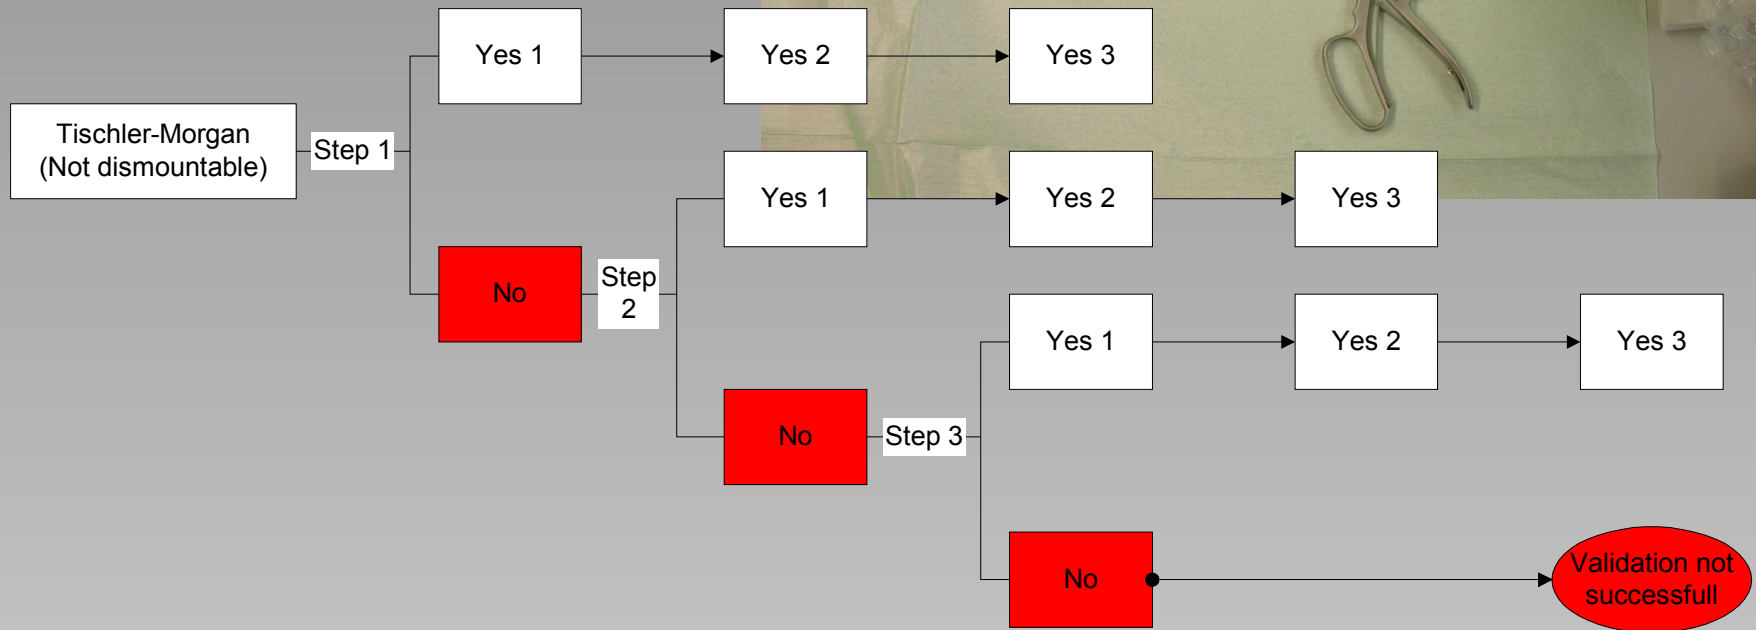 Yes 1
Yes 2
Yes 3
Tischler-Morgan
(Not dismountable)
Step 1
Yes 1
Yes 2
Yes 3
No
Step
2
Yes 1
Yes 2
Yes 3
No
Step 3
No
Validation not
successfull